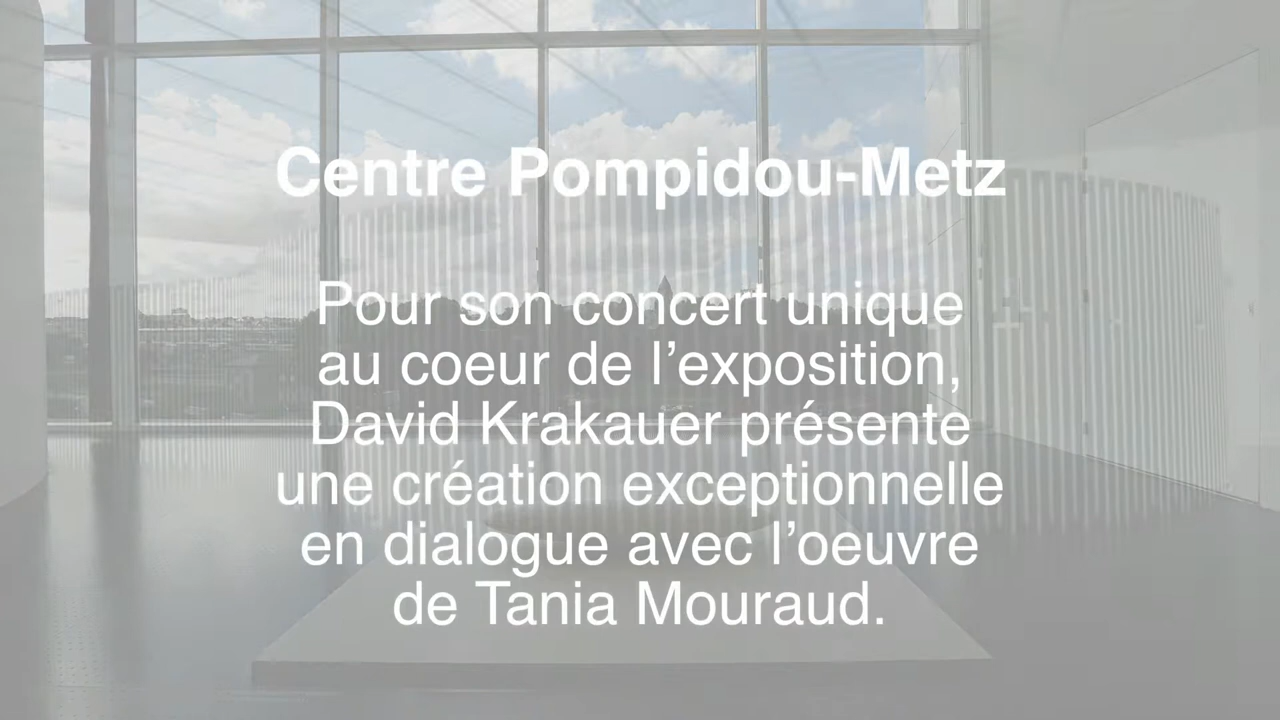 Centre Pompidou-Metz
Pour son concert unique
au coeur de l’exposition,
David Krakauer présente
une création exceptionnelle
en dialogue avec l’oeuvre
de Tania Mouraud.